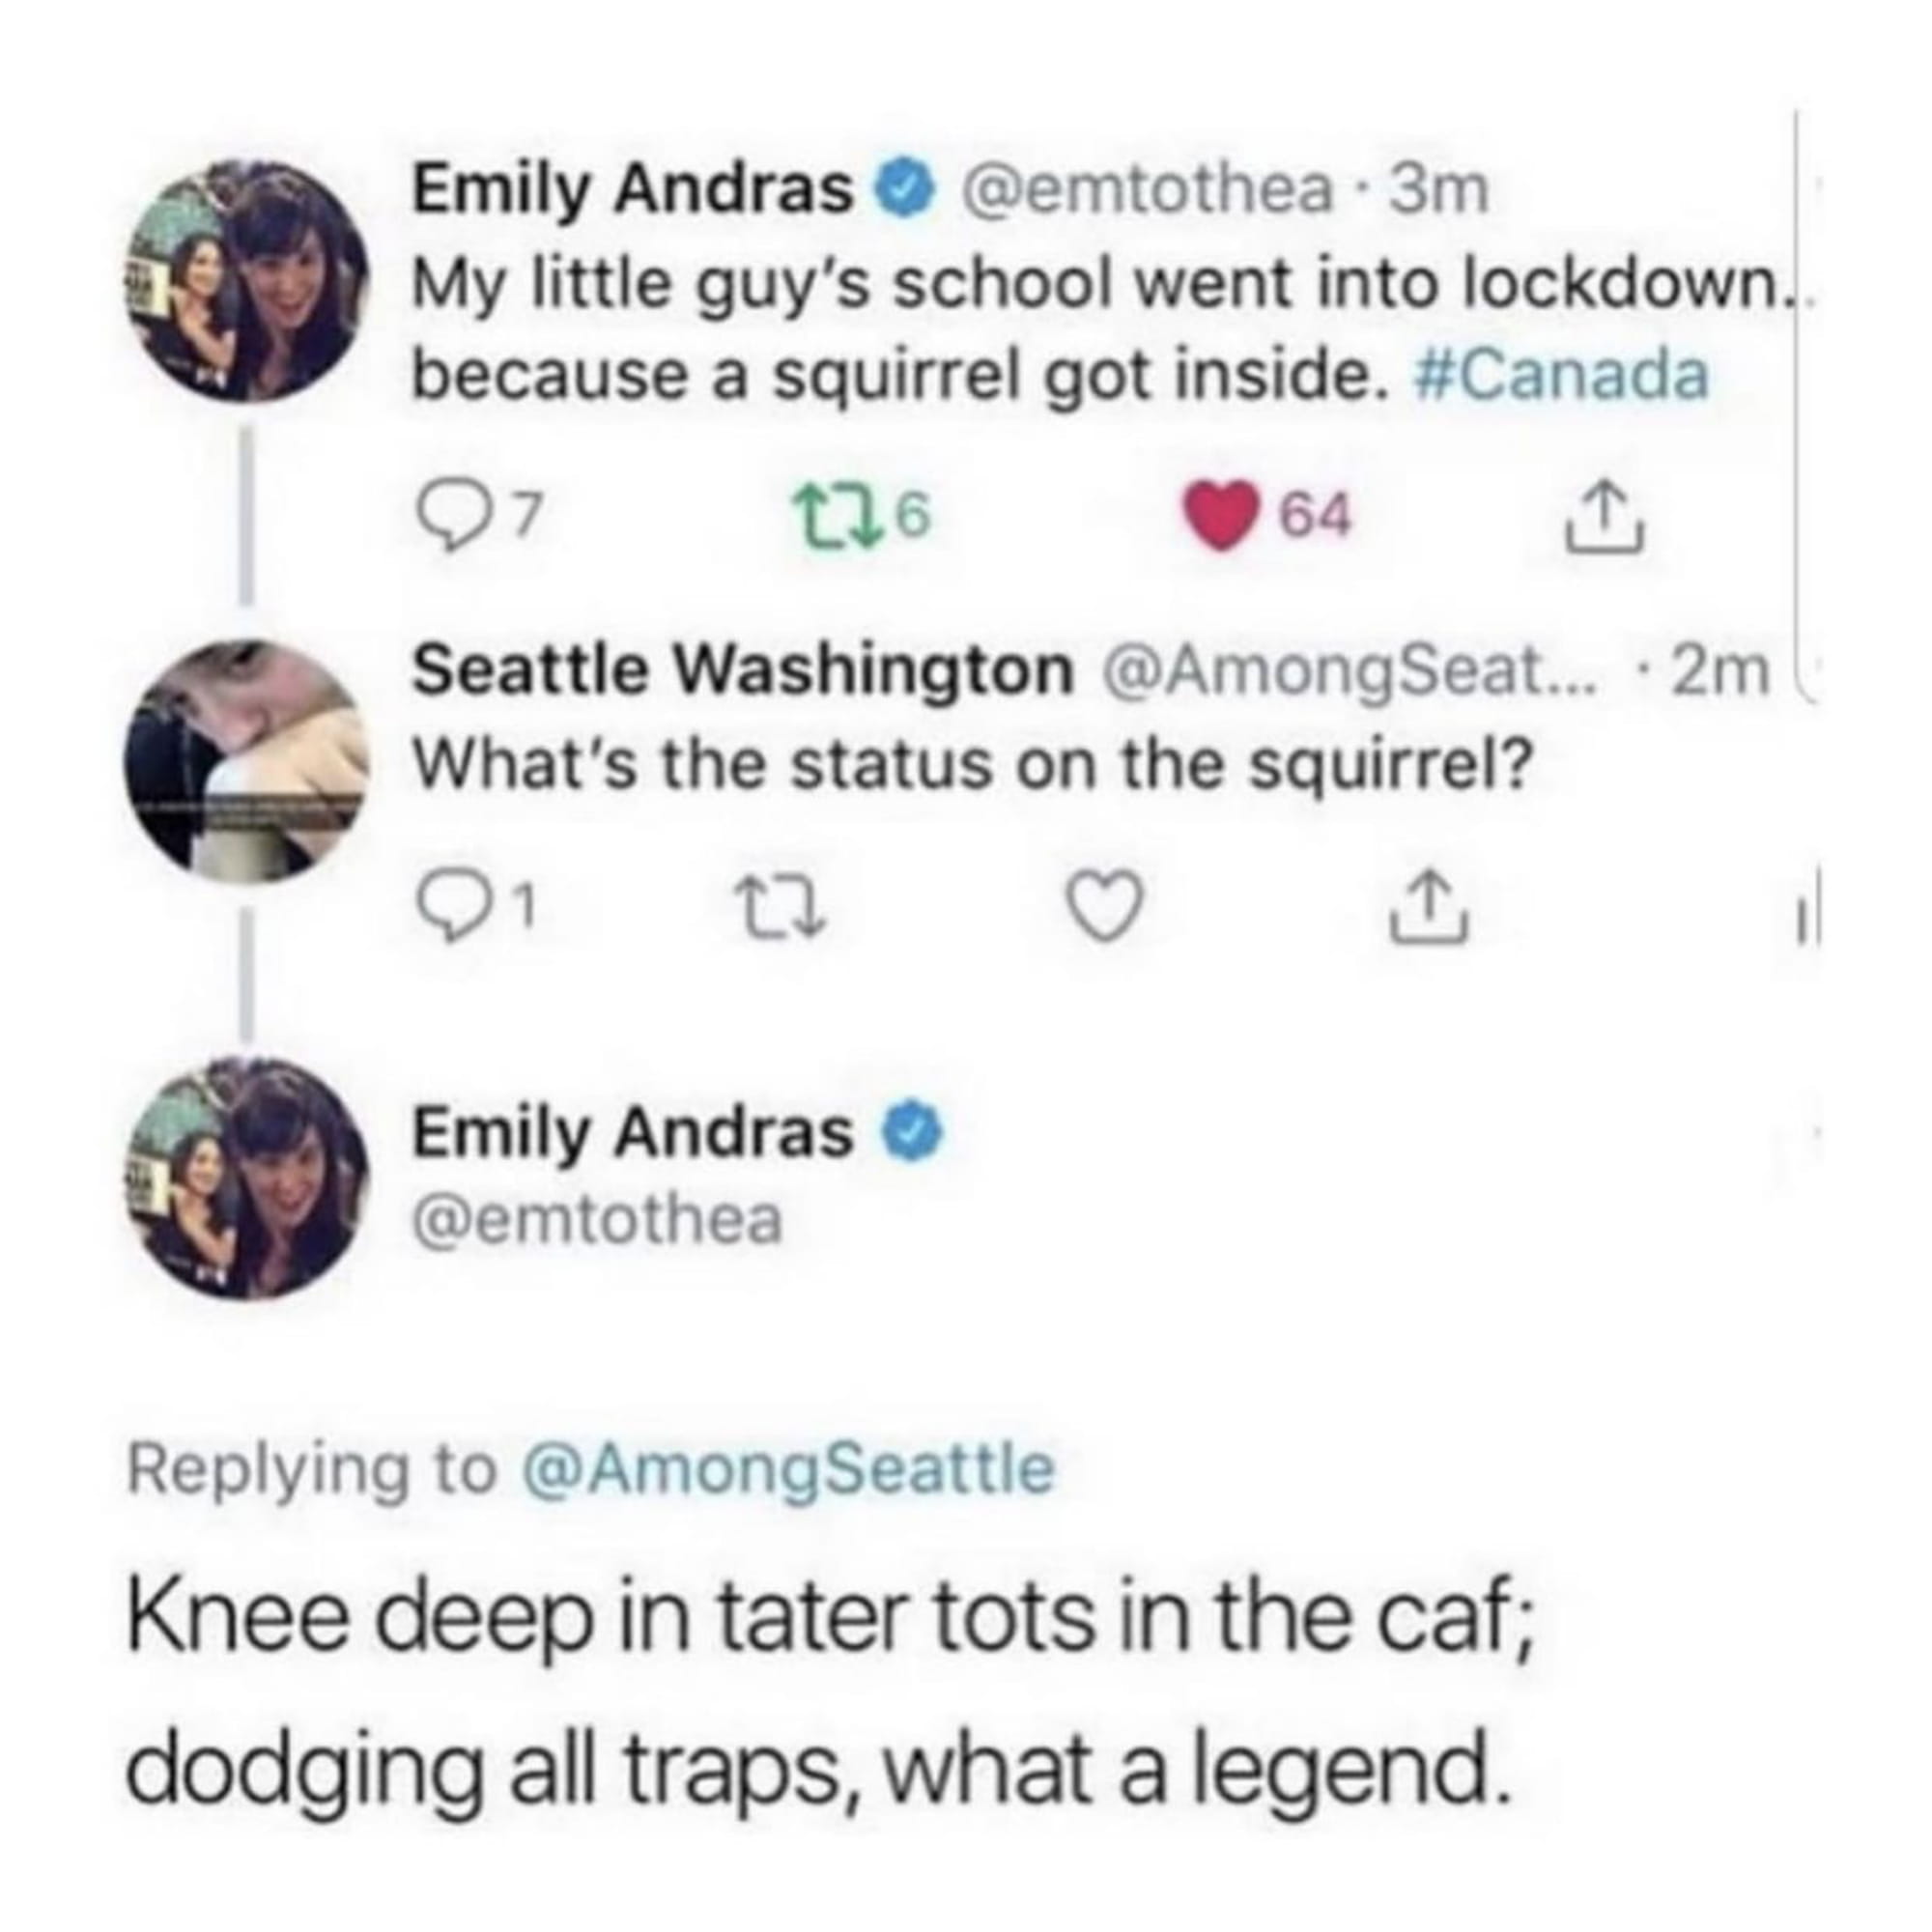 Emily Andras @emtothea · 3m
My little guy's school went into lockdown..
because a squirrel got inside. #Canada
7 6 64
Seattle Washington @AmongSeat... · 2m
What's the status on the squirrel?
1
Emily Andras
@emtothea
Replying to @AmongSeattle
Knee deep in tater tots in the caf;
dodging all traps, what a legend.